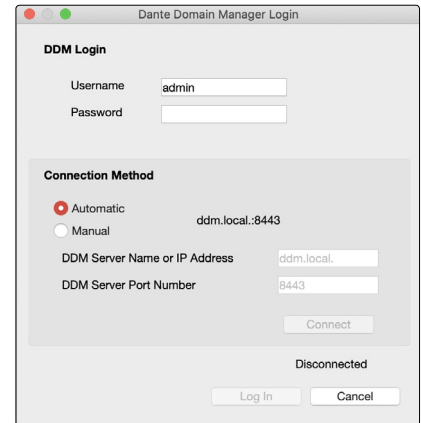 Dante Domain Manager Login
DDM Login
Username admin
Password
Connection Method
Automatic
ddm.local.:8443
Manual
DDM Server Name or IP Address ddm.local.
DDM Server Port Number 8443
Connect
Disconnected
Log In Cancel